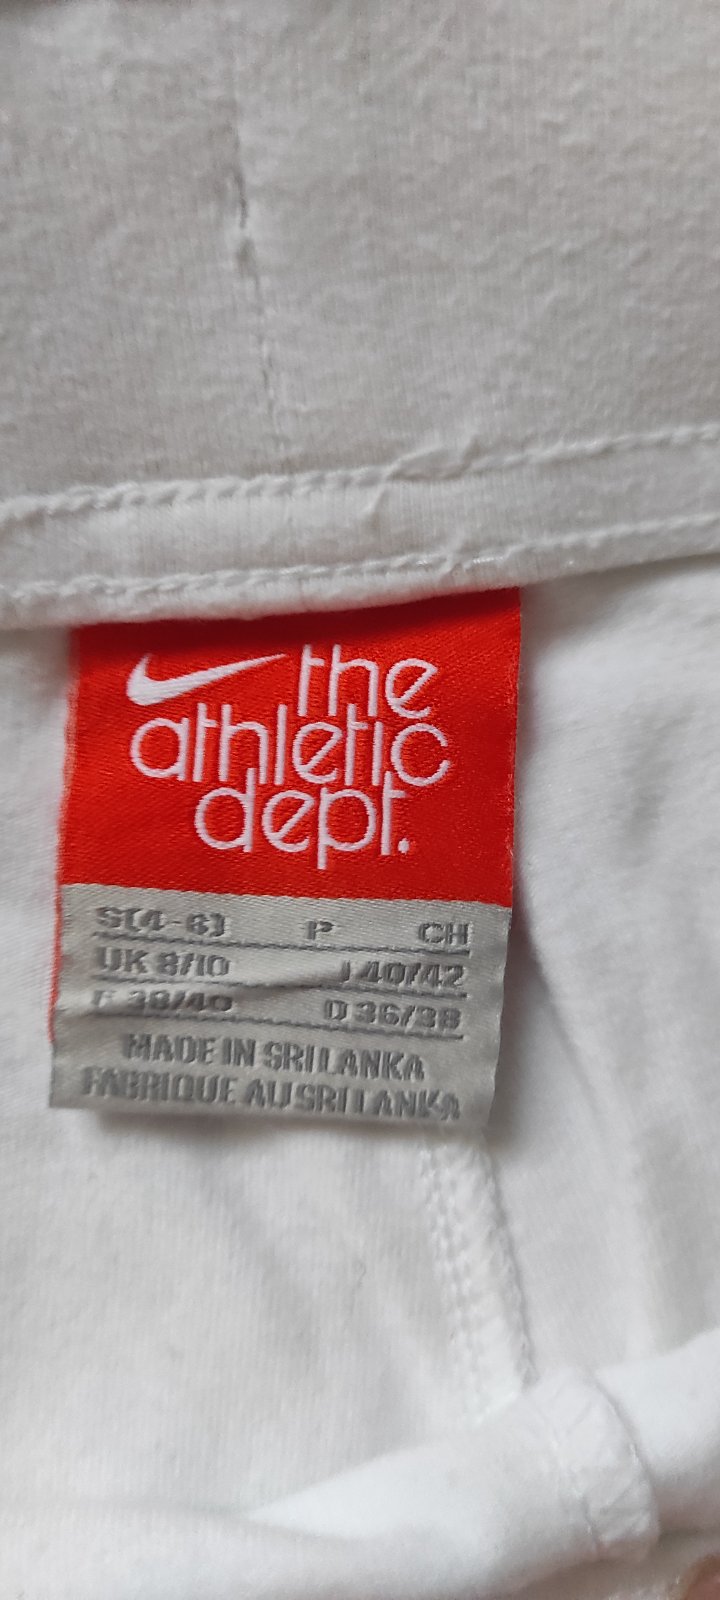 the
athletic
dept.
S(4-6) P CH
UK 8/10 I 40/42
F 38/40 D 36/38
MADE IN SRI LANKA
FABRIQUE AU SRI LANKA